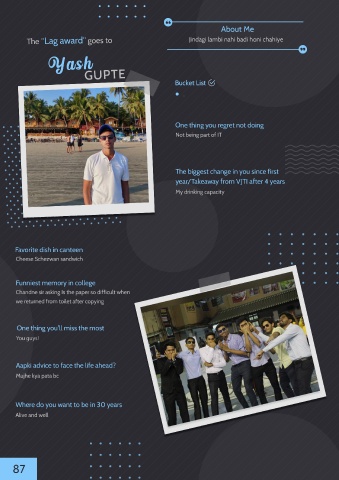 The "Lag award" goes to
Yash
GUPTE
About Me
Jindagi lambi nahi badi honi chahiye
Bucket List
One thing you regret not doing
Not being part of IT
The biggest change in you since first
year/Takeaway from VJTI after 4 years
My drinking capacity
Favorite dish in canteen
Cheese Schezwan sandwich
Funniest memory in college
Chandne sir asking Is the paper so difficult when
we returned from toilet after copying
One thing you'll miss the most
You guys!
Aapki advice to face the life ahead?
Mujhe kya pata bc
Where do you want to be in 30 years
Alive and well
87